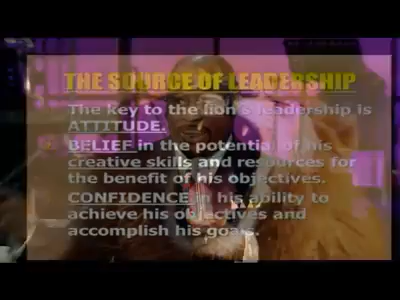 THE SOURCE OF LEADERSHIP
The key to the lion's leadership is
ATTITUDE.
BELIEF in the potential of his
creative skills and resources for
the benefit of his objectives.
CONFIDENCE in his ability to
achieve his objectives and
accomplish his goals.